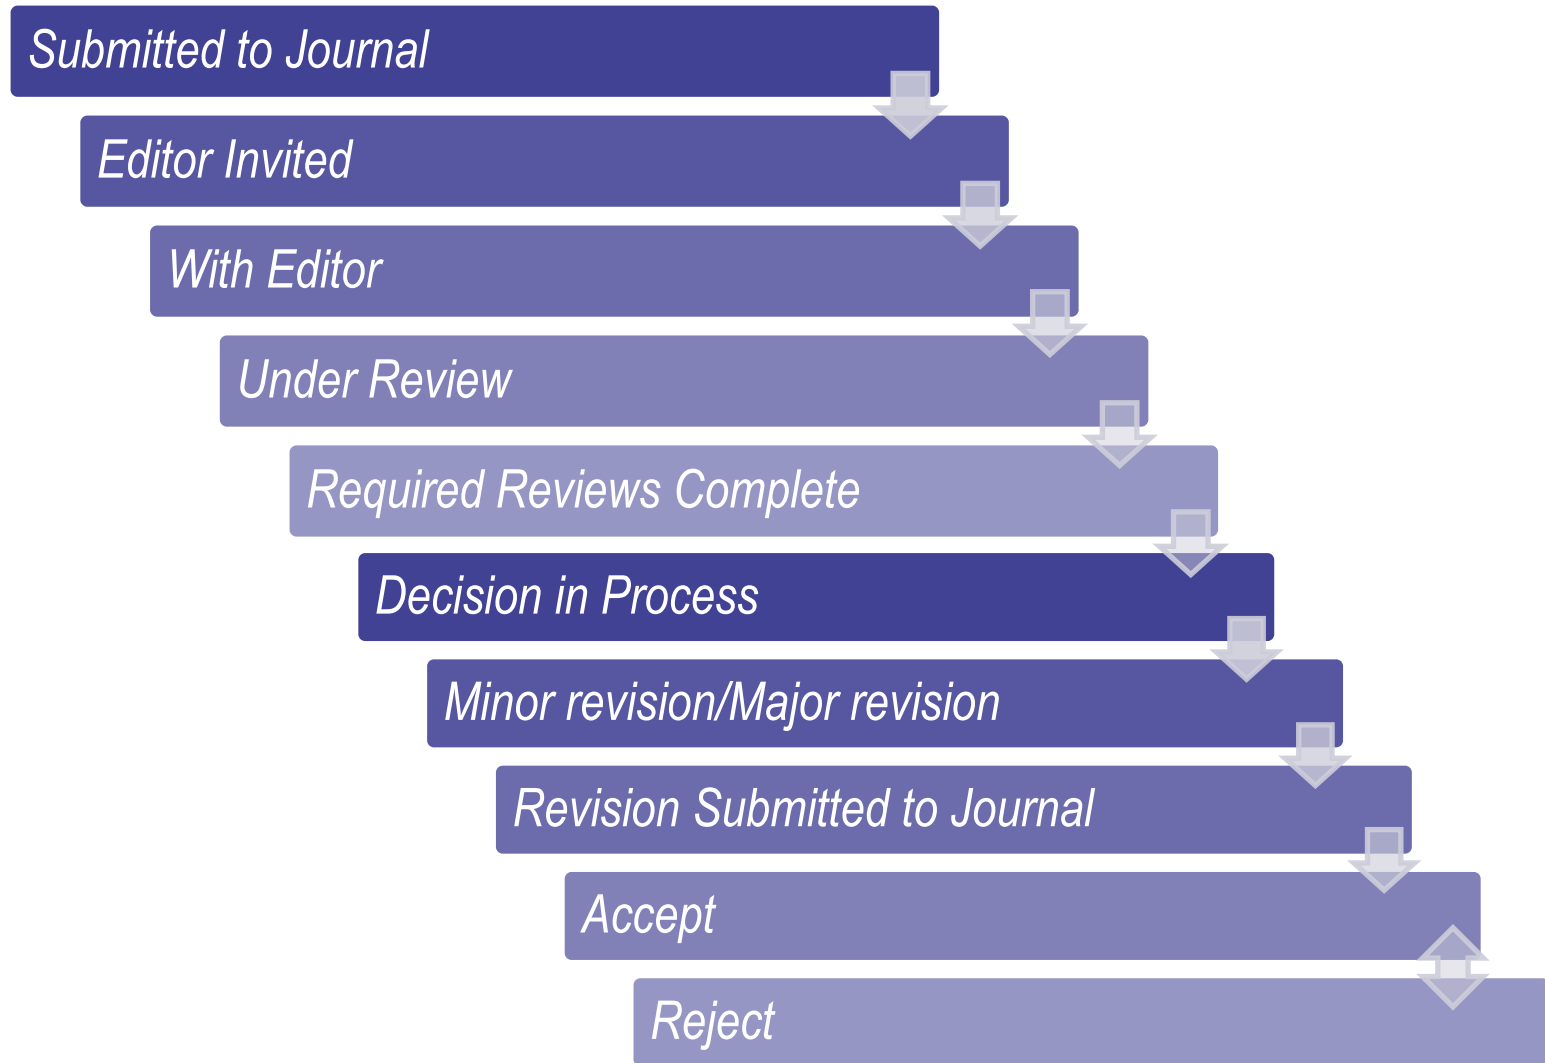 Submitted to Journal
Editor Invited
With Editor
Under Review
Required Reviews Complete
Decision in Process
Minor revision/Major revision
Revision Submitted to Journal
Accept
Reject